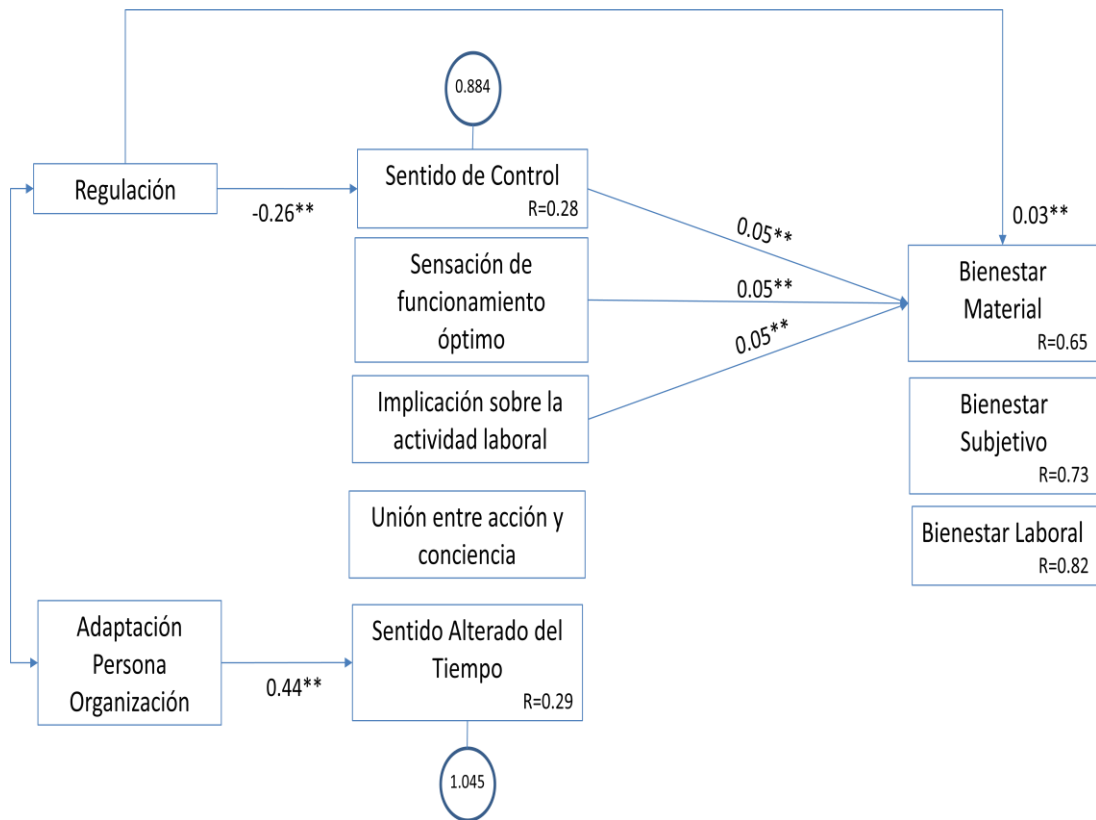 0.884
Regulación
-0.26**
Sentido de Control
R=0.28
0.05**
0.03**
Sensación de
funcionamiento
óptimo
0.05**
Bienestar
Material
R=0.65
Implicación sobre la
actividad laboral
0.05**
Bienestar
Subjetivo
R=0.73
Unión entre acción y
conciencia
Bienestar Laboral
R=0.82
Adaptación
Persona
Organización
0.44**
Sentido Alterado del
Tiempo
R=0.29
1.045